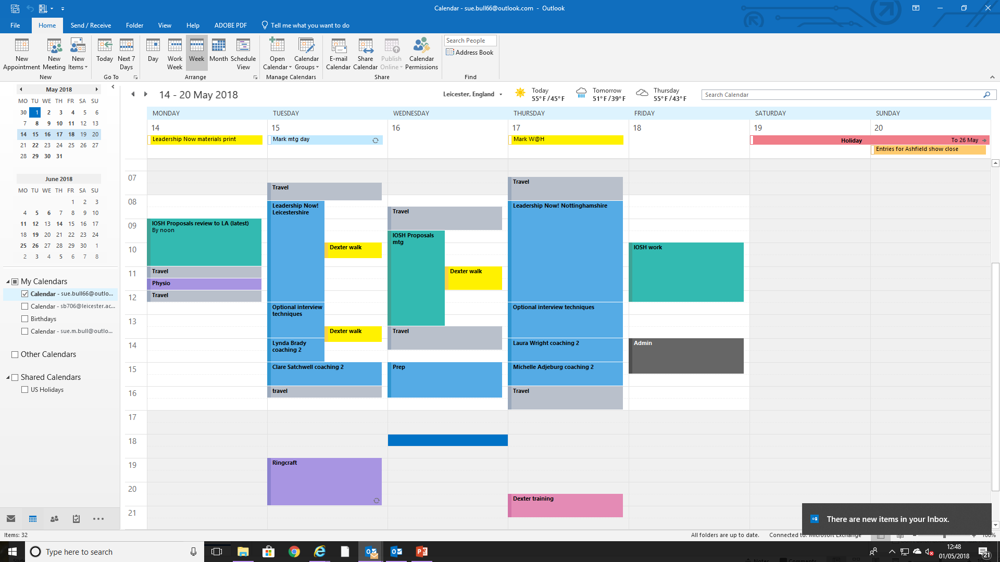 Calendar - sue.bull66@outlook.com - Outlook
File Home Send / Receive Folder View Help ADOBE PDF Tell me what you want to do
New Appointment
New Meeting
New Items
Today
Next 7 Days
Day
Work Week
Week
Month
Schedule View
Open Calendar
Calendar Groups
E-mail Calendar
Share Calendar
Publish Online
Calendar Permissions
Search People
Address Book
New
Go To
Arrange
Manage Calendars
Share
Find
May 2018
MO TU WE TH FR SA SU
30 1 2 3 4 5 6
7 8 9 10 11 12 13
14 15 16 17 18 19 20
21 22 23 24 25 26 27
28 29 30 31
June 2018
MO TU WE TH FR SA SU
1 2 3
4 5 6 7 8 9 10
11 12 13 14 15 16 17
18 19 20 21 22 23 24
25 26 27 28 29 30 1
2 3 4 5 6 7 8
My Calendars
Calendar - sue.bull66@outlo...
Calendar - sb706@leicester.ac...
Birthdays
Calendar - sue.m.bull@outlo...
Other Calendars
Shared Calendars
US Holidays
14 - 20 May 2018
Leicester, England
Today
55°F/45°F
Tomorrow
51°F/39°F
Thursday
55°F/43°F
Search Calendar
MONDAY TUESDAY WEDNESDAY THURSDAY FRIDAY SATURDAY SUNDAY
14 15 16 17 18 19 20
Leadership Now materials print
Mark mtg day
Mark W@H
Holiday
To 26 May
Entries for Ashfield show close
07
08
09
10
11
12
13
14
15
16
17
18
19
20
21
IOSH Proposals review to LA (latest)
By noon
Travel
Physio
Travel
Travel
Leadership Now!
Leicestershire
Dexter walk
Optional interview
techniques
Dexter walk
Lynda Brady
coaching 2
Clare Satchwell coaching 2
travel
Ringcraft
Travel
IOSH Proposals
mtg
Dexter walk
Travel
Prep
Travel
Leadership Now! Nottinghamshire
Optional interview techniques
Laura Wright coaching 2
Michelle Adjeburg coaching 2
Travel
Dexter training
IOSH work
Admin
There are new items in your Inbox.
Items: 32
All folders are up to date.
Connected to: Microsoft Exchange
100%
Type here to search
12:48
01/05/2018
21